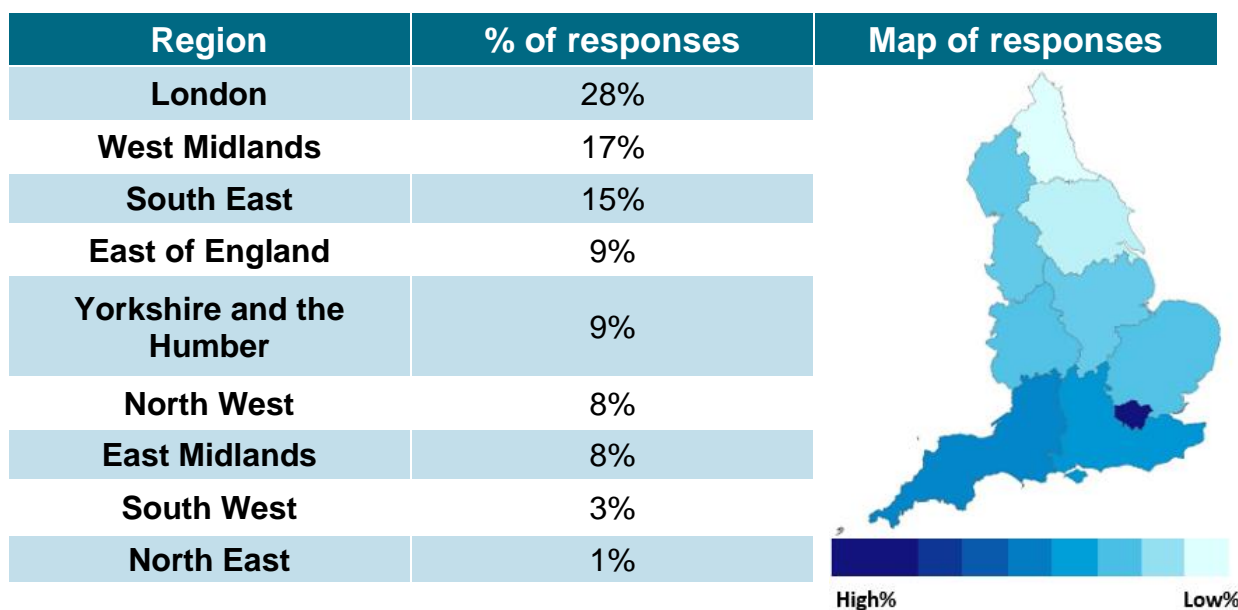 Region % of responses Map of responses
London 28%
West Midlands 17%
South East 15%
East of England 9%
Yorkshire and the
Humber 9%
North West 8%
East Midlands 8%
South West 3%
North East 1%
High% Low%